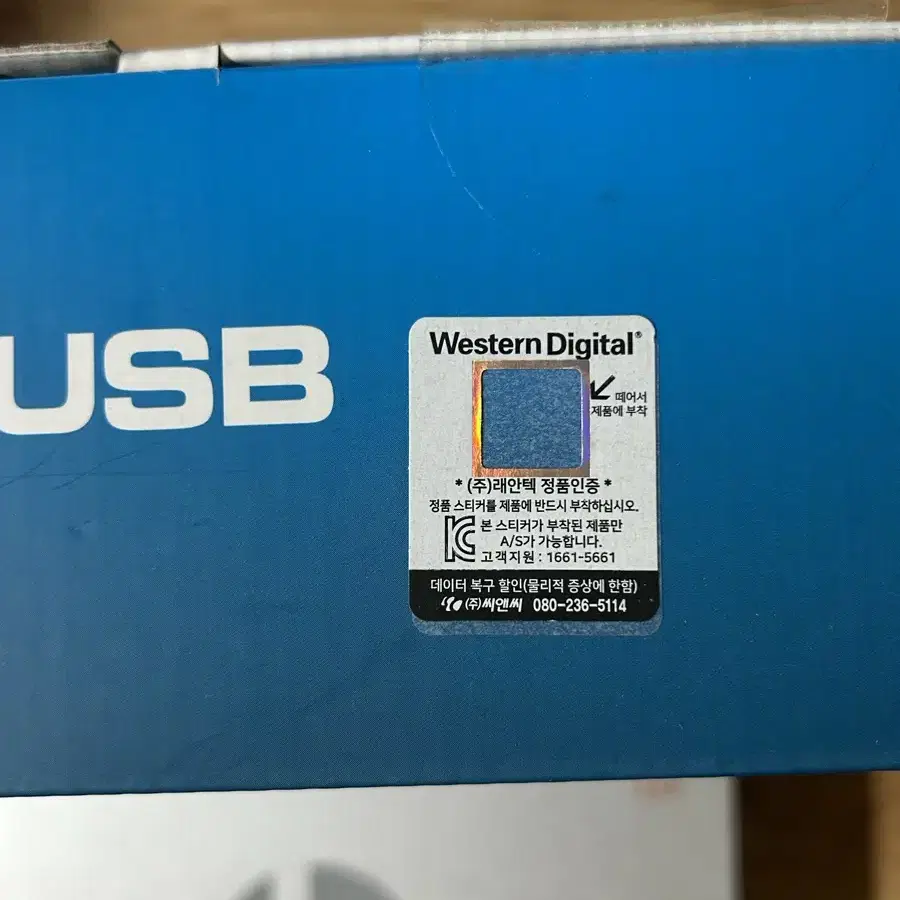 USB
Western Digital®
떼어서
제품에 부착
* (주)래안텍 정품인증 *
정품 스티커를 제품에 반드시 부착하십시오.
본 스티커가 부착된 제품만
A/S가 가능합니다.
고객지원 : 1661-5661
데이터 복구 할인(물리적 증상에 한함)
(주)씨앤씨 080-236-5114